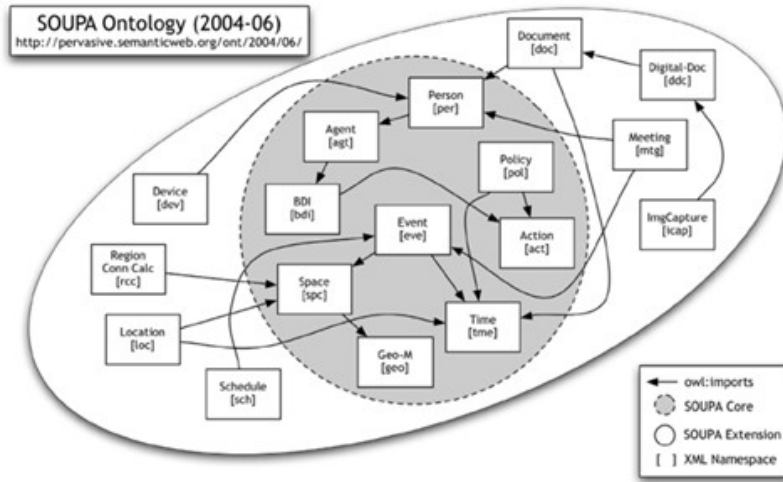 SOUPA Ontology (2004-06)
http://pervasive.semanticweb.org/ont/2004/06/
Document
[doc]
Digital-Doc
[ddc]
Person
[per]
Agent
[agt]
Meeting
[mtg]
Policy
[pol]
Device
[dev]
BDI
[bdi]
Event
[eve]
Action
[act]
ImgCapture
[icap]
Region
Conn Calc
[rcc]
Space
[spc]
Location
[loc]
Time
[tme]
Geo-M
[geo]
Schedule
[sch]
owl:imports
SOUPA Core
SOUPA Extension
[ ] XML Namespace